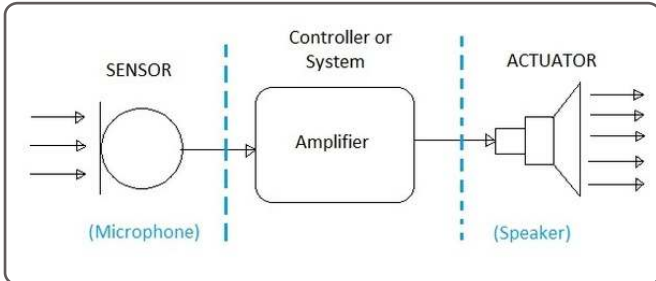 Controller or
System
SENSOR
ACTUATOR
Amplifier
(Microphone)
(Speaker)